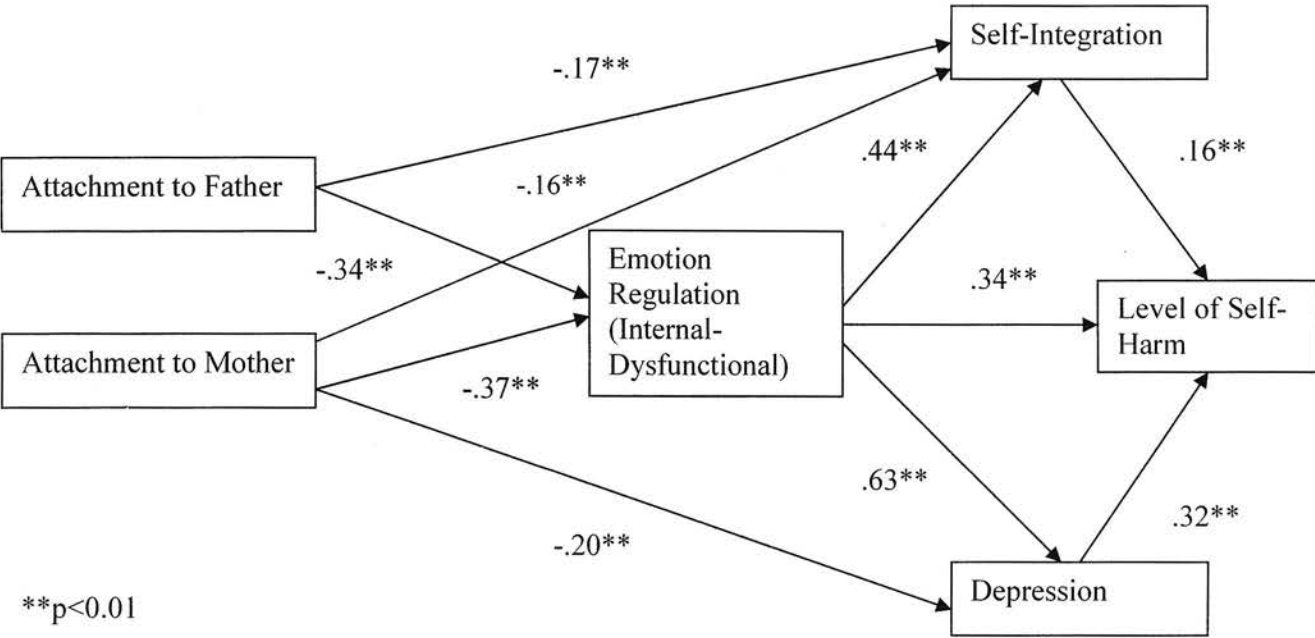 Self-Integration
-.17**
.44**
.16**
Attachment to Father
-.16**
-.34**
Emotion
Regulation
(Internal-
Dysfunctional)
.34**
Level of Self-
Harm
Attachment to Mother
-.37**
.63**
-.20**
.32**
Depression
**p<0.01